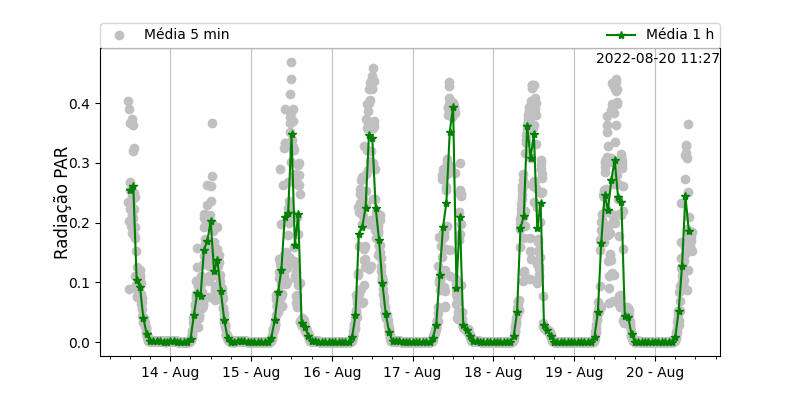 Média 5 min
Média 1 h
2022-08-20 11:27
Radiação PAR
0.4
0.3
0.2
0.1
0.0
14 - Aug
15 - Aug
16 - Aug
17 - Aug
18 - Aug
19 - Aug
20 - Aug